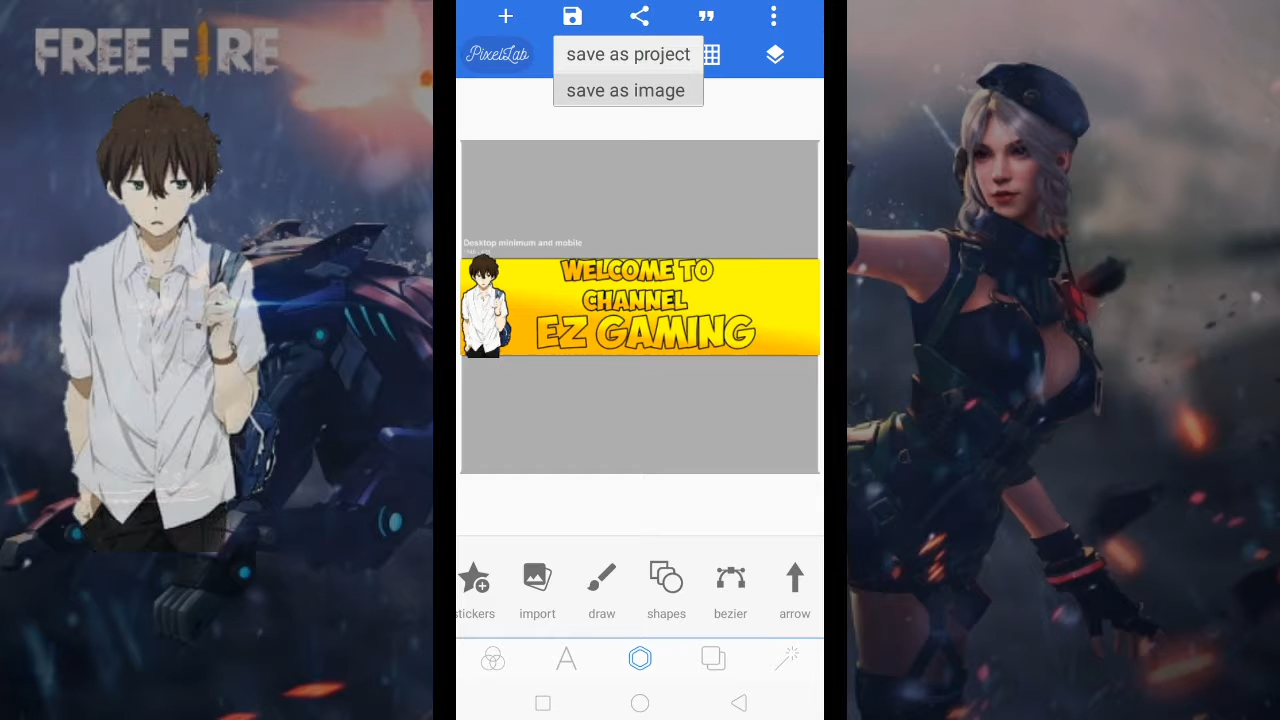 FREE FIRE
PixelLab
save as project
save as image
Desktop minimum and mobile
WELCOME TO
CHANNEL
EZ GAMING
stickers
import
draw
shapes
bezier
arrow